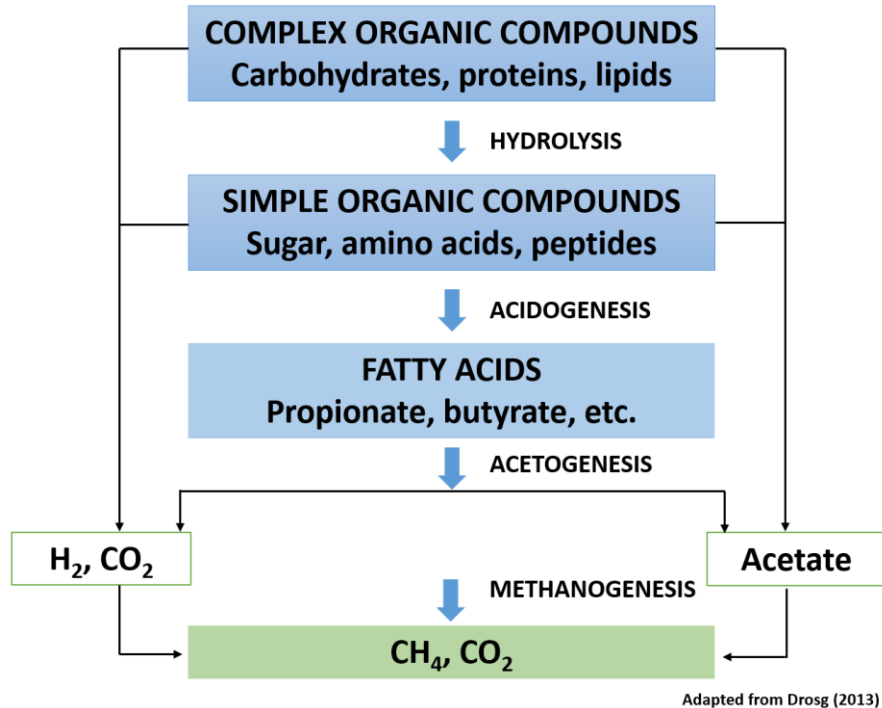 COMPLEX ORGANIC COMPOUNDS
Carbohydrates, proteins, lipids
HYDROLYSIS
SIMPLE ORGANIC COMPOUNDS
Sugar, amino acids, peptides
ACIDOGENESIS
FATTY ACIDS
Propionate, butyrate, etc.
ACETOGENESIS
H₂, CO₂
Acetate
METHANOGENESIS
CH₄, CO₂
Adapted from Drosg (2013)